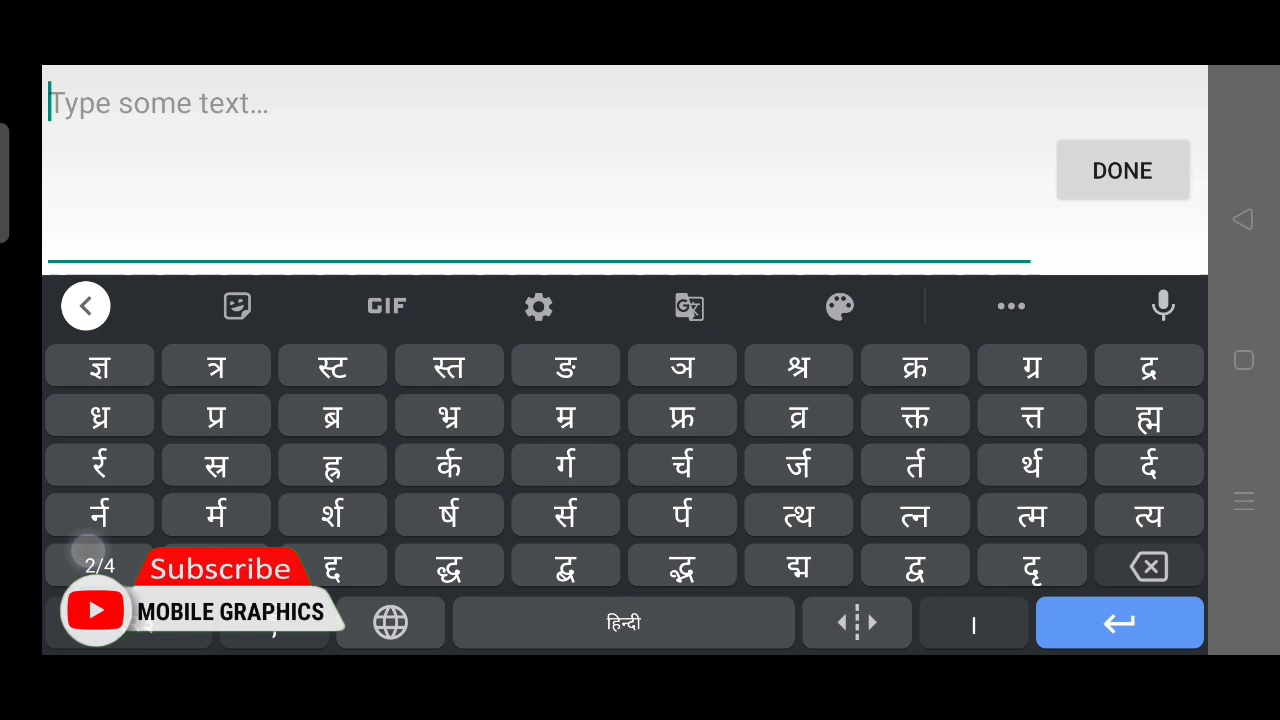 Type some text...
DONE
GIF
ज्ञ त्र स्ट स्त ङ ञ श्र क्र ग्र द्र
ध्र प्र ब्र भ्र म्र फ्र व्र क्त त्त ह्म
र्र स्र ह्र र्क र्ग र्च र्ज र्त र्थ र्द
र्न र्म र्श र्ष र्स र्प त्थ त्न त्म त्य
2/4 द्द द्ध द्ब द्भ द्म द्व दृ
Subscribe
MOBILE GRAPHICS
, हिन्दी ।